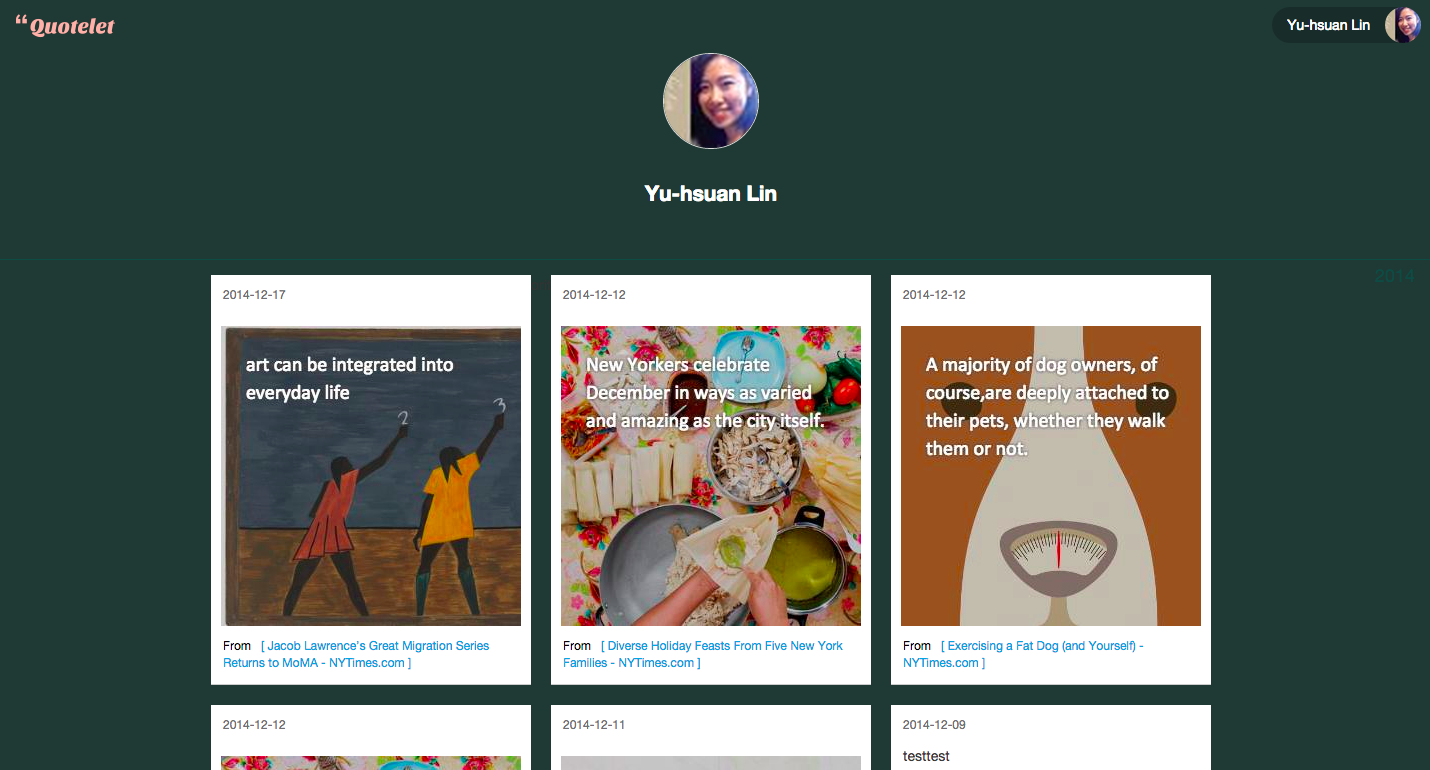 “Quotelet
Yu-hsuan Lin
Yu-hsuan Lin
2014
2014-12-17
art can be integrated into
everyday life
2
3
From [ Jacob Lawrence's Great Migration Series
Returns to MoMA - NYTimes.com ]
2014-12-12
New Yorkers celebrate
December in ways as varied
and amazing as the city itself.
From [ Diverse Holiday Feasts From Five New York
Families - NYTimes.com ]
2014-12-12
A majority of dog owners, of
course,are deeply attached to
their pets, whether they walk
them or not.
From [ Exercising a Fat Dog (and Yourself) -
NYTimes.com ]
2014-12-12
2014-12-11
2014-12-09
testtest